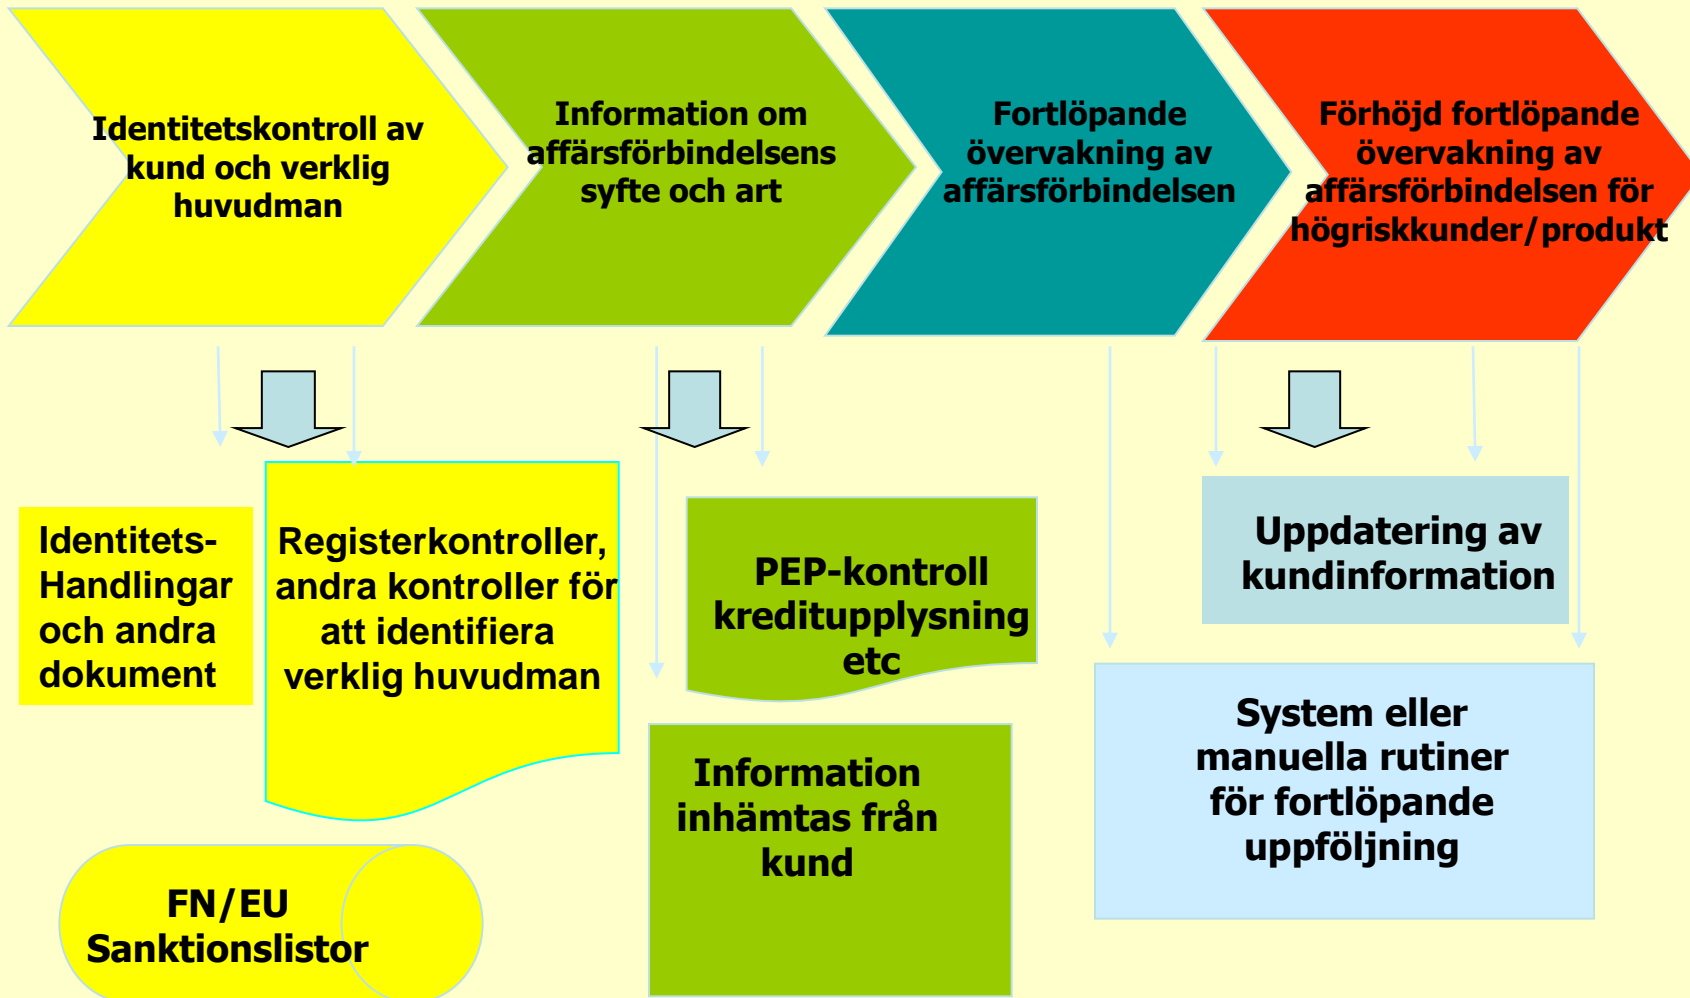 Identitetskontroll av
kund och verklig
huvudman
Information om
affärsförbindelsens
syfte och art
Fortlöpande
övervakning av
affärsförbindelsen
Förhöjd fortlöpande
övervakning av
affärsförbindelsen för
högriskkunder/produkt
Identitets-
Handlingar
och andra
dokument
Registerkontroller,
andra kontroller för
att identifiera
verklig huvudman
PEP-kontroll
kreditupplysning
etc
Uppdatering av
kundinformation
Information
inhämtas från
kund
System eller
manuella rutiner
för fortlöpande
uppföljning
FN/EU
Sanktionslistor